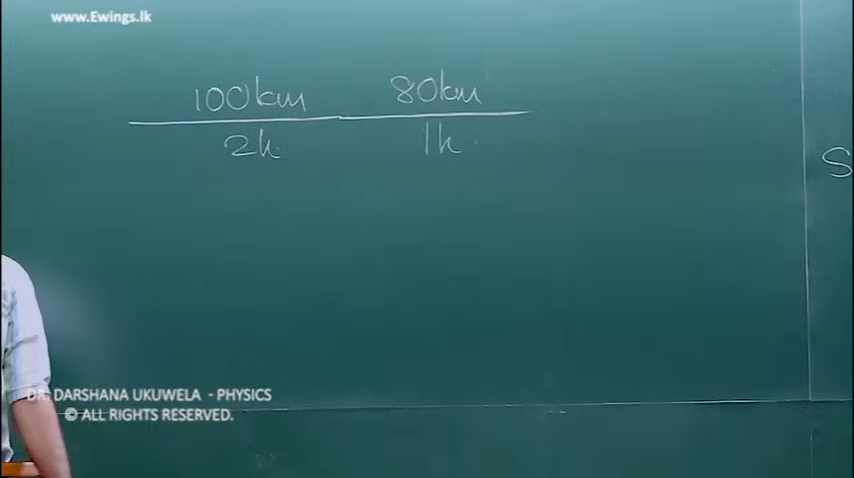 www.Ewings.lk
100km 80km
2h 1h
S
DR. DARSHANA UKUWELA - PHYSICS
© ALL RIGHTS RESERVED.